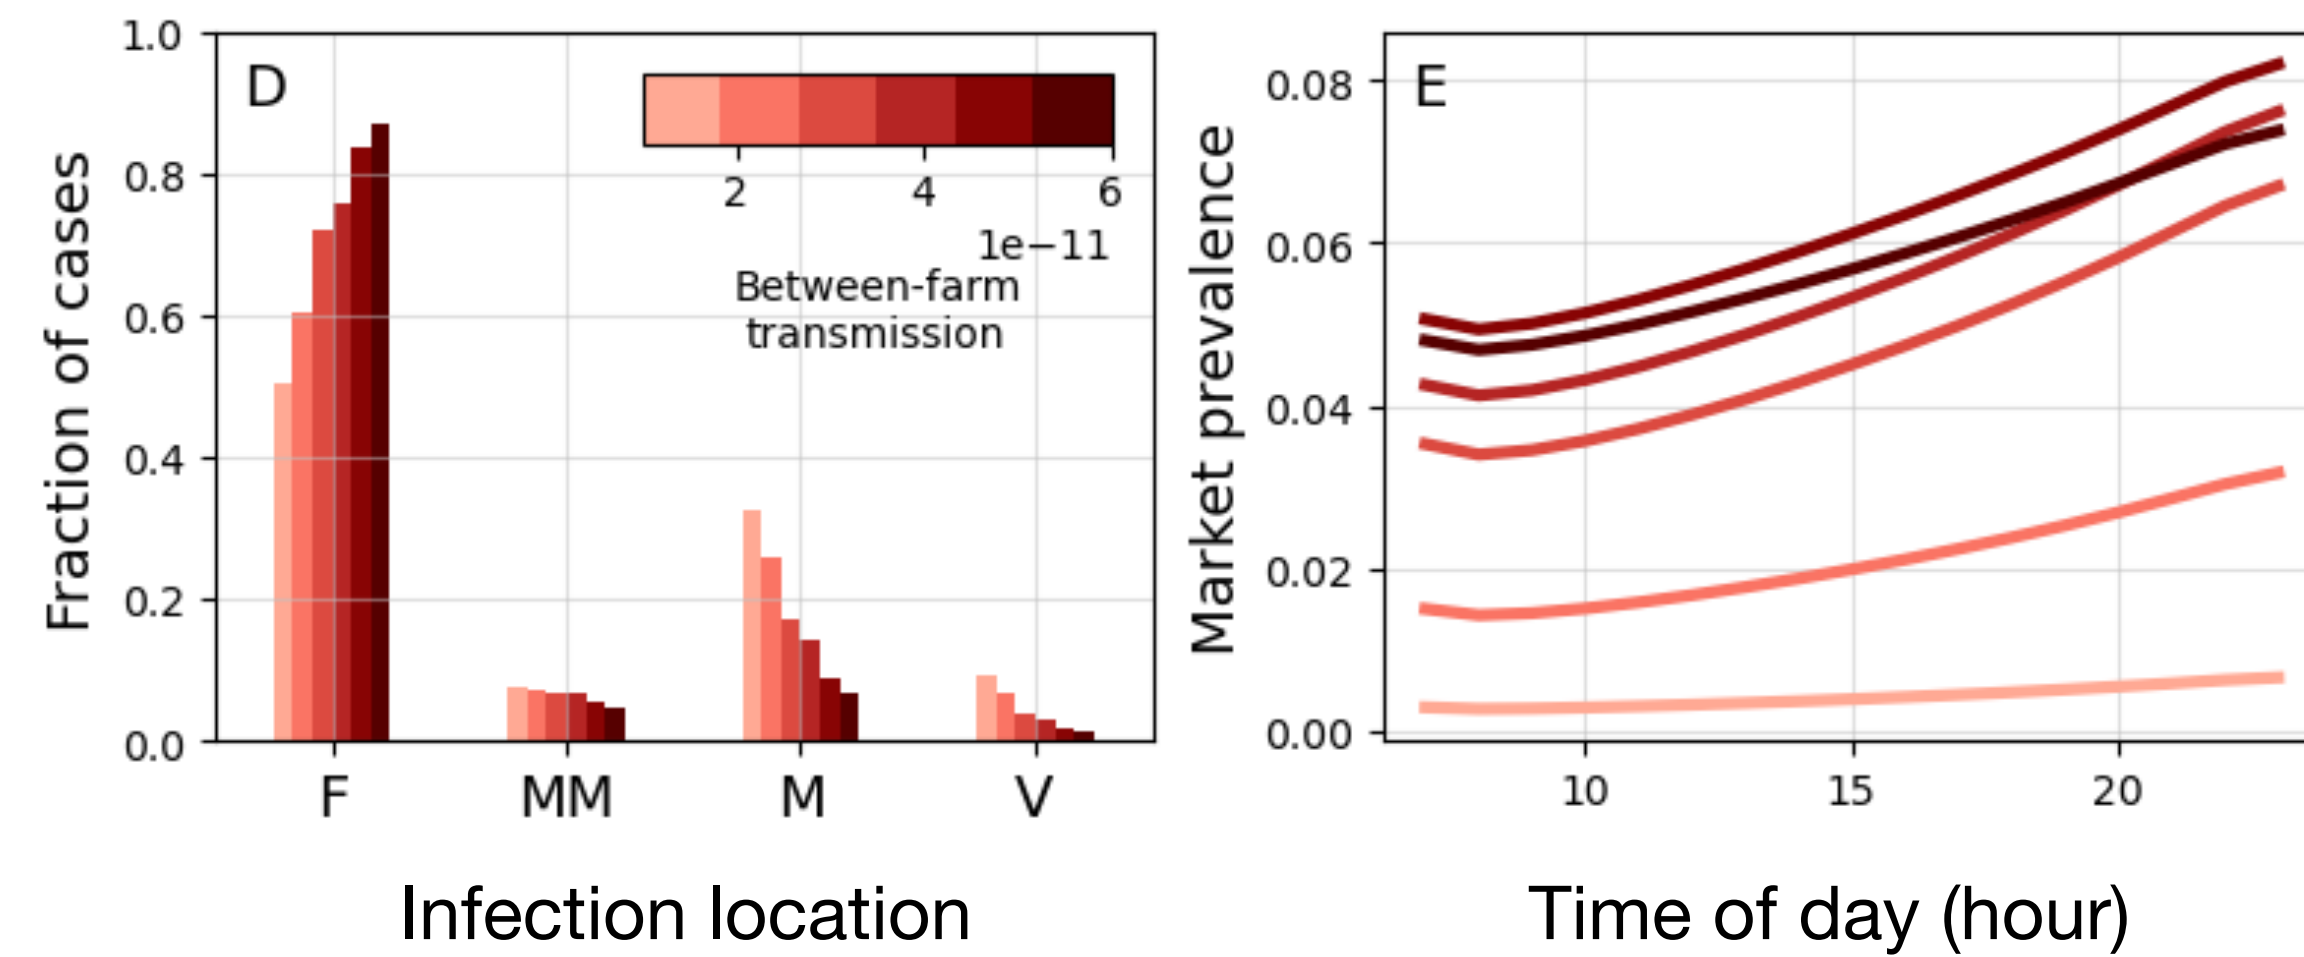 D
1.0
0.8
0.6
0.4
0.2
0.0
Fraction of cases
2 4 6
1e−11
Between-farm
transmission
F MM M V
Infection location
E
0.08
0.06
0.04
0.02
0.00
Market prevalence
10 15 20
Time of day (hour)